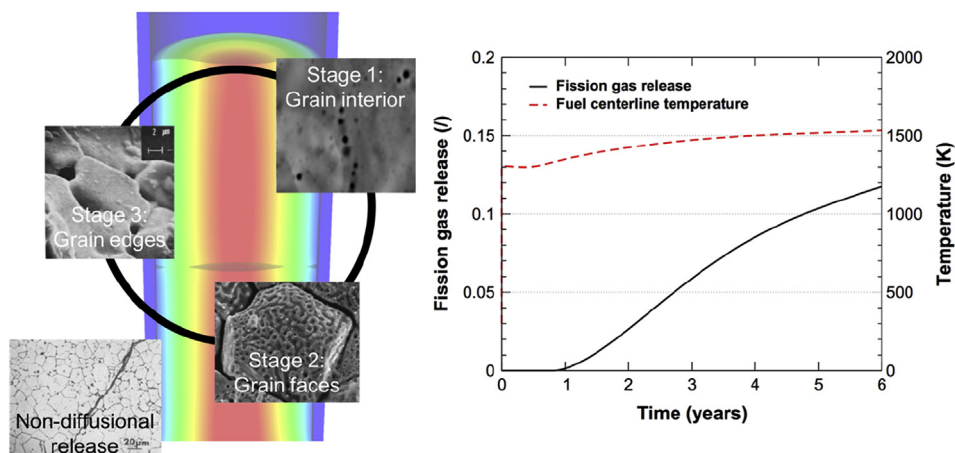 Stage 1:
Grain interior
2 μm
Stage 3:
Grain edges
Stage 2:
Grain faces
Non-diffusional
release
20μm
Fission gas release
Fuel centerline temperature
Fission gas release (/)
0.2
0.15
0.1
0.05
0
Temperature (K)
2000
1500
1000
500
0
0
1
2
3
4
5
6
Time (years)